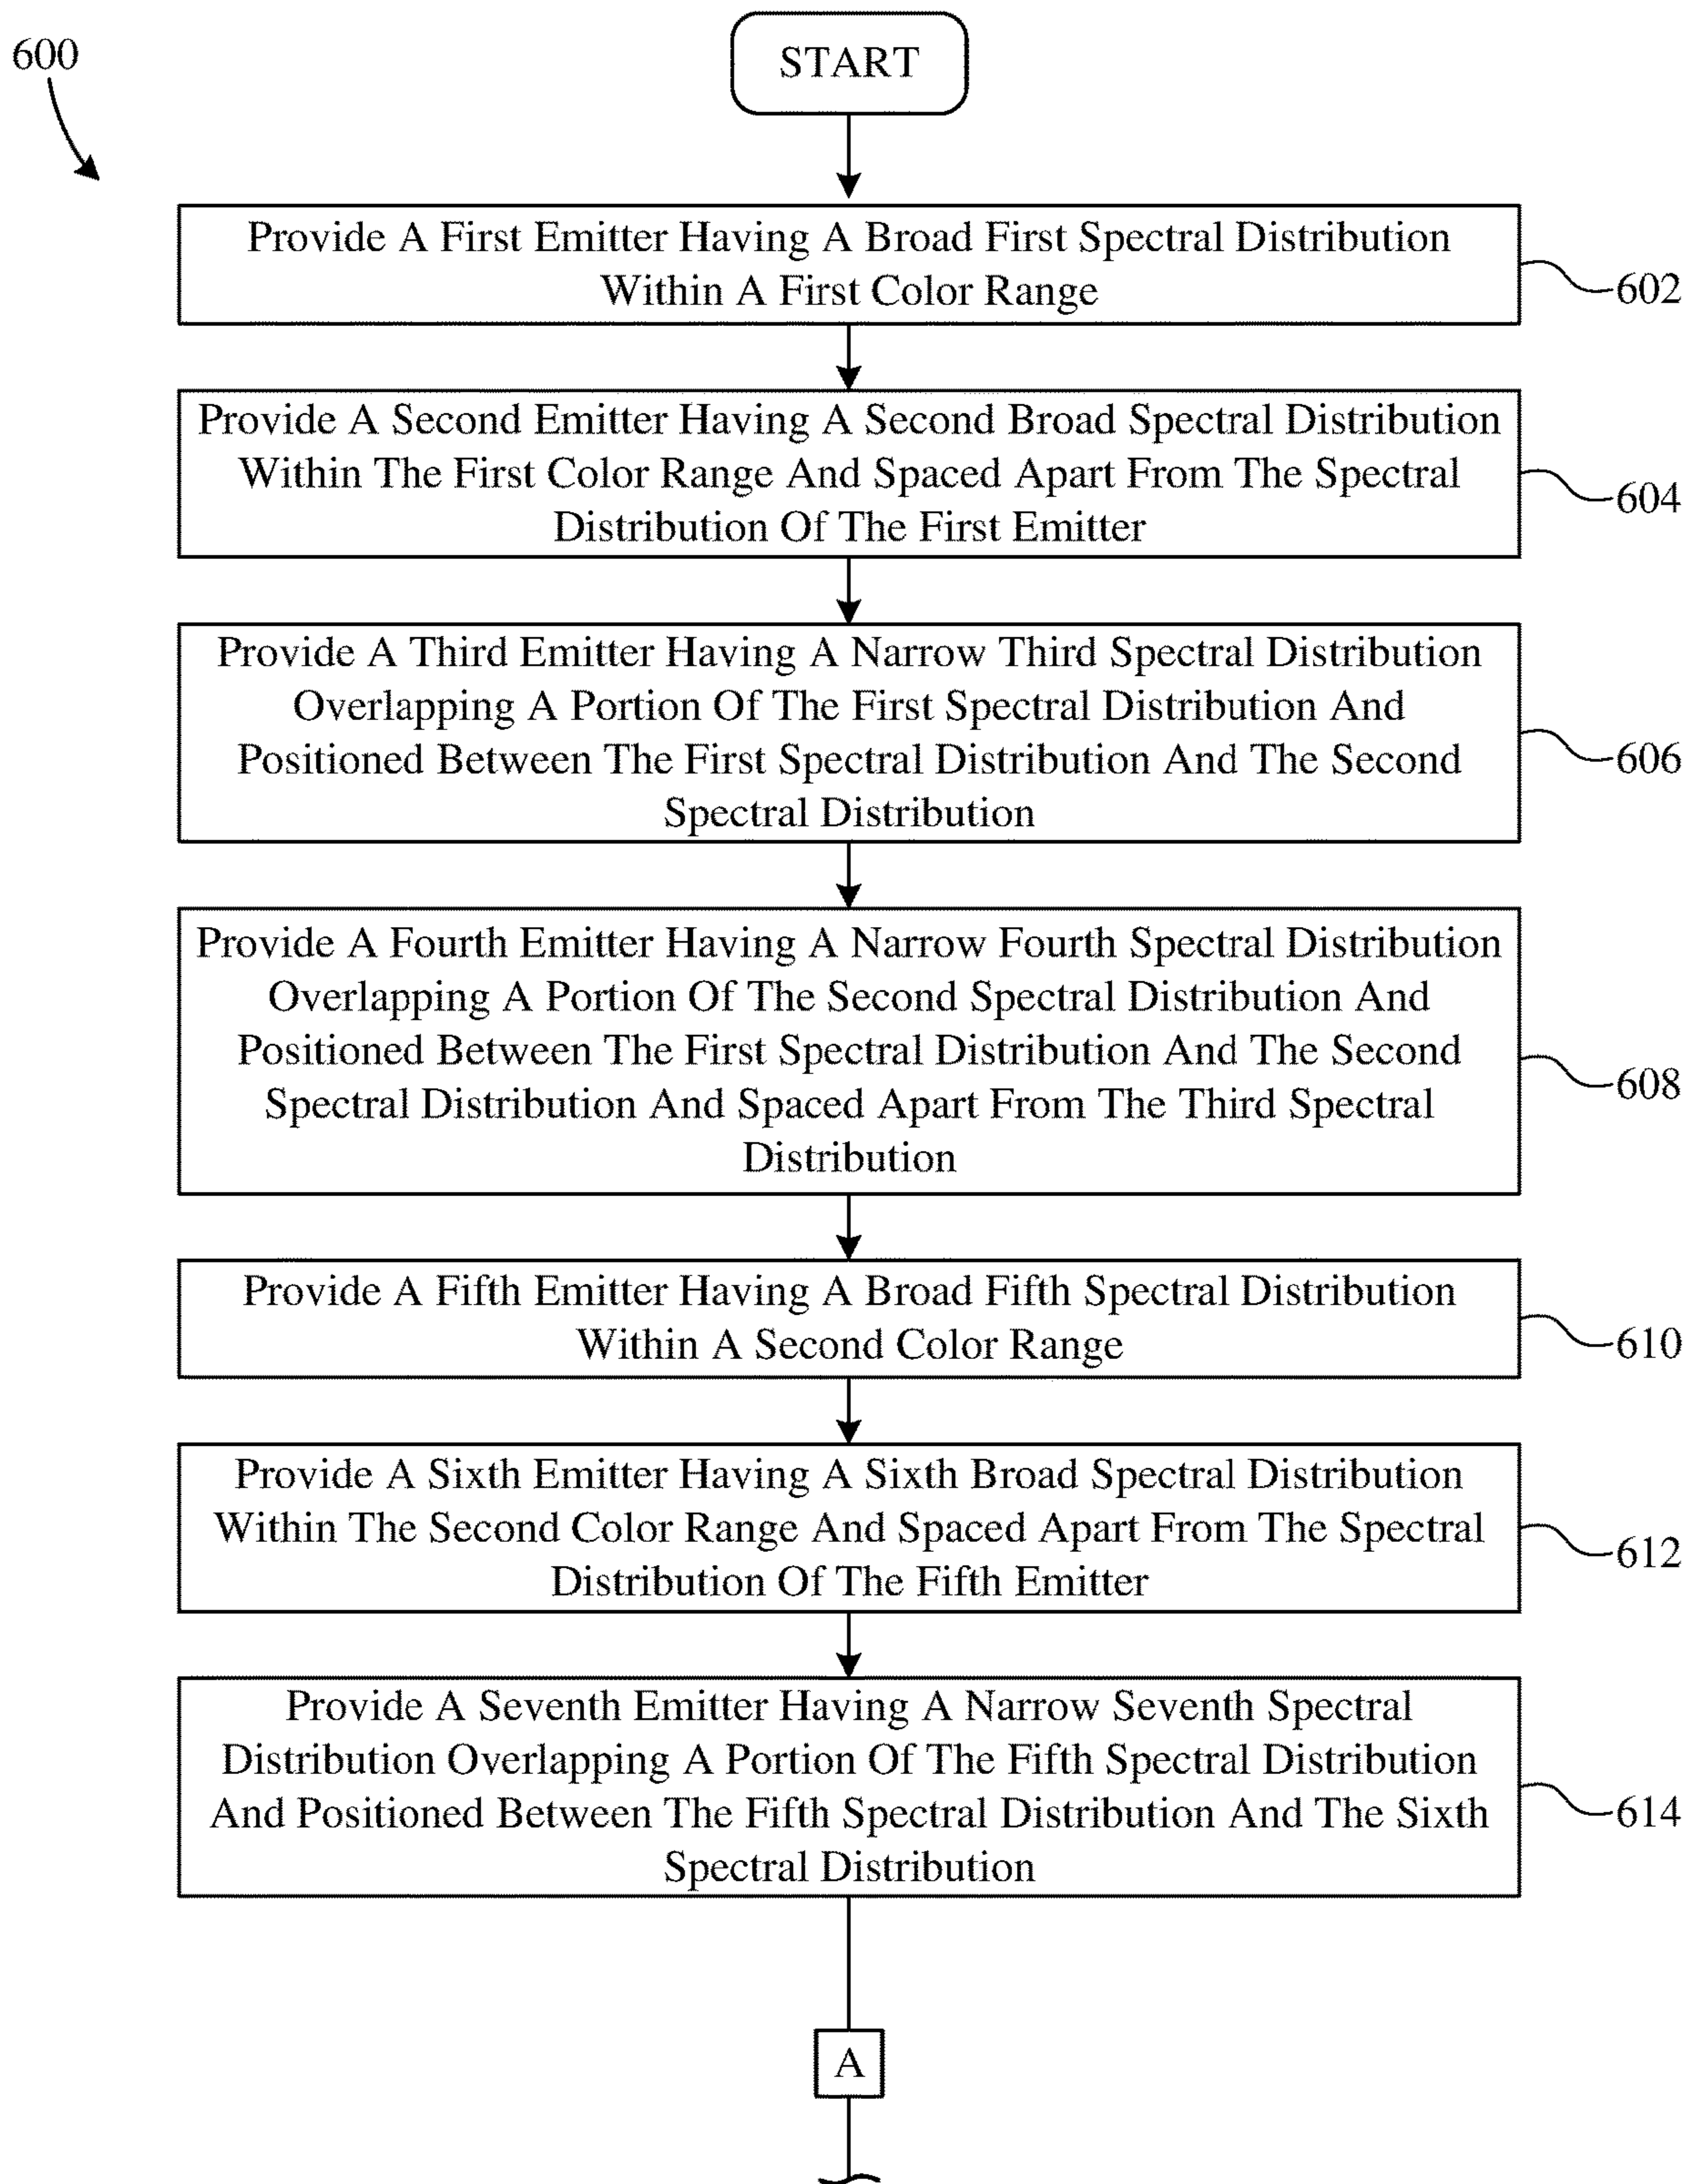 600
START
Provide A First Emitter Having A Broad First Spectral Distribution
Within A First Color Range
602
Provide A Second Emitter Having A Second Broad Spectral Distribution
Within The First Color Range And Spaced Apart From The Spectral
Distribution Of The First Emitter
604
Provide A Third Emitter Having A Narrow Third Spectral Distribution
Overlapping A Portion Of The First Spectral Distribution And
Positioned Between The First Spectral Distribution And The Second
Spectral Distribution
606
Provide A Fourth Emitter Having A Narrow Fourth Spectral Distribution
Overlapping A Portion Of The Second Spectral Distribution And
Positioned Between The First Spectral Distribution And The Second
Spectral Distribution And Spaced Apart From The Third Spectral
Distribution
608
Provide A Fifth Emitter Having A Broad Fifth Spectral Distribution
Within A Second Color Range
610
Provide A Sixth Emitter Having A Sixth Broad Spectral Distribution
Within The Second Color Range And Spaced Apart From The Spectral
Distribution Of The Fifth Emitter
612
Provide A Seventh Emitter Having A Narrow Seventh Spectral
Distribution Overlapping A Portion Of The Fifth Spectral Distribution
And Positioned Between The Fifth Spectral Distribution And The Sixth
Spectral Distribution
614
A